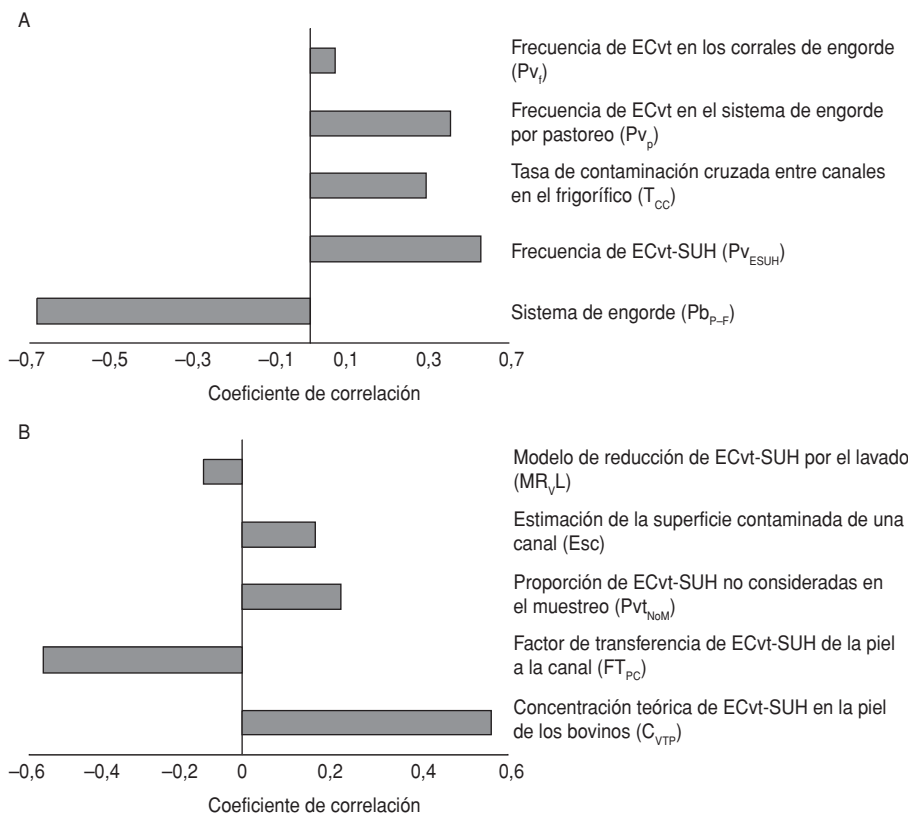 A
Frecuencia de ECvt en los corrales de engorde
(Pvf)
Frecuencia de ECvt en el sistema de engorde
por pastoreo (Pvp)
Tasa de contaminación cruzada entre canales
en el frigorífico (TCC)
Frecuencia de ECvt-SUH (PvESUH)
Sistema de engorde (PbP–F)
–0,7 –0,5 –0,3 –0,1 0,1 0,3 0,7
Coeficiente de correlación
B
Modelo de reducción de ECvt-SUH por el lavado
(MRVL)
Estimación de la superficie contaminada de una
canal (Esc)
Proporción de ECvt-SUH no consideradas en
el muestreo (PvtNoM)
Factor de transferencia de ECvt-SUH de la piel
a la canal (FTPC)
Concentración teórica de ECvt-SUH en la piel
de los bovinos (CVTP)
–0,6 –0,4 –0,2 0 0,2 0,4 0,6
Coeficiente de correlación